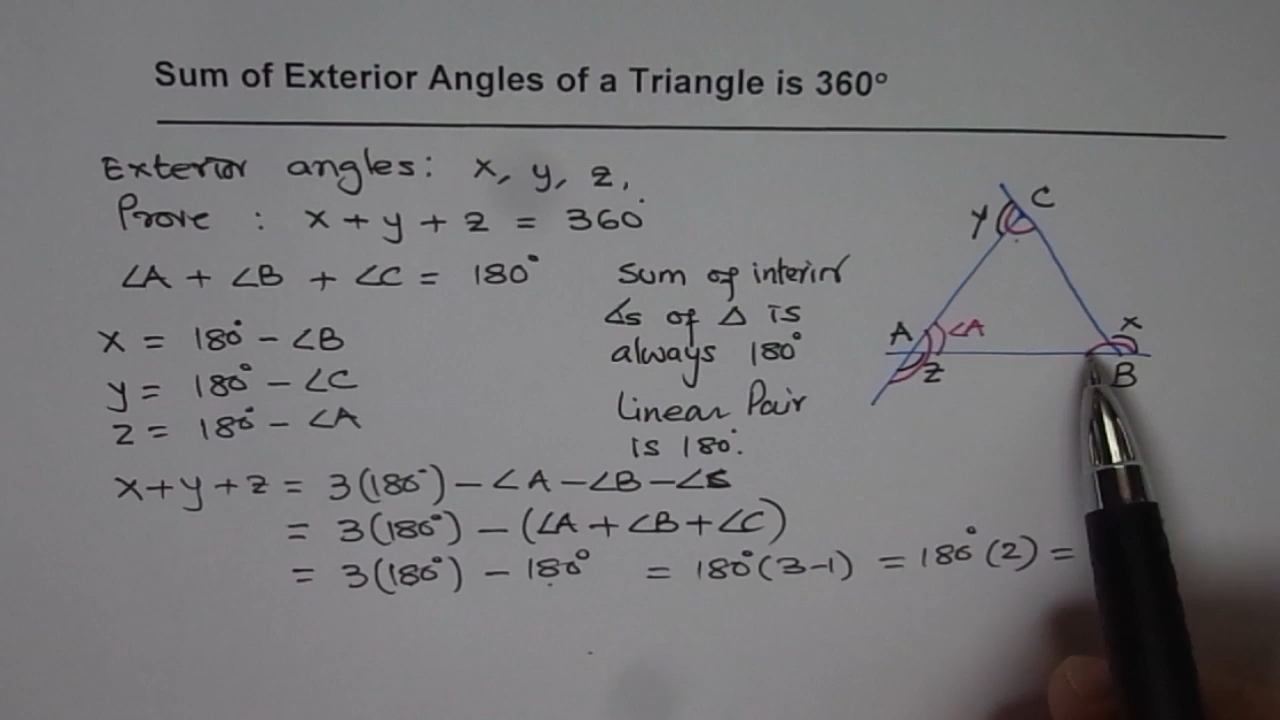 Sum of Exterior Angles of a Triangle is 360°
Exterior angles: x, y, z,
Prove : x + y + z = 360°
∠A + ∠B + ∠C = 180°
Sum of interior
∠s of △ is
always 180°
x = 180° - ∠B
y = 180° - ∠C
z = 180° - ∠A
Linear Pair
is 180°.
x+y+z = 3(180°) - ∠A - ∠B - ∠C
= 3(180°) - (∠A + ∠B + ∠C)
= 3(180°) - 180° = 180°(3-1) = 180°(2) =
C
y
A
∠A
x
z
B